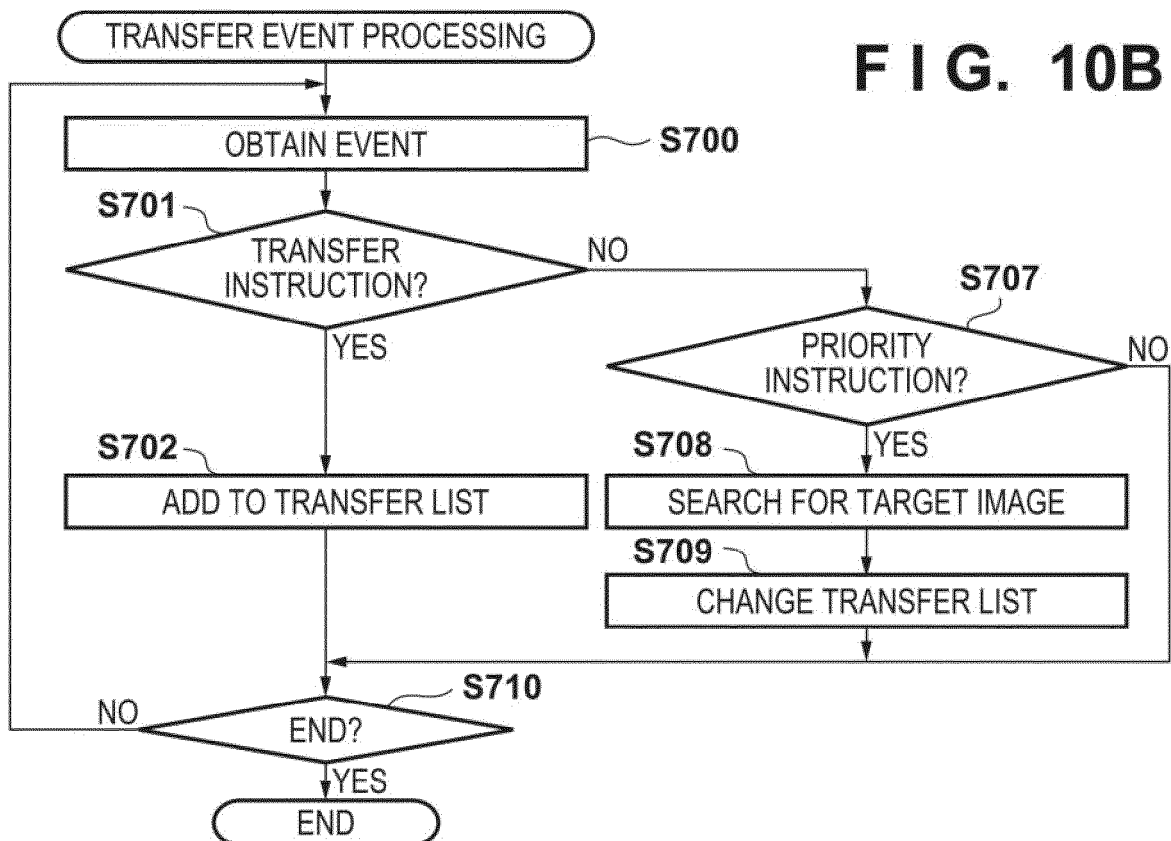 TRANSFER EVENT PROCESSING
F I G. 10B
OBTAIN EVENT
S700
S701
TRANSFER
INSTRUCTION?
NO
YES
S707
PRIORITY
INSTRUCTION?
NO
YES
S702
ADD TO TRANSFER LIST
S708
SEARCH FOR TARGET IMAGE
S709
CHANGE TRANSFER LIST
S710
END?
NO
YES
END